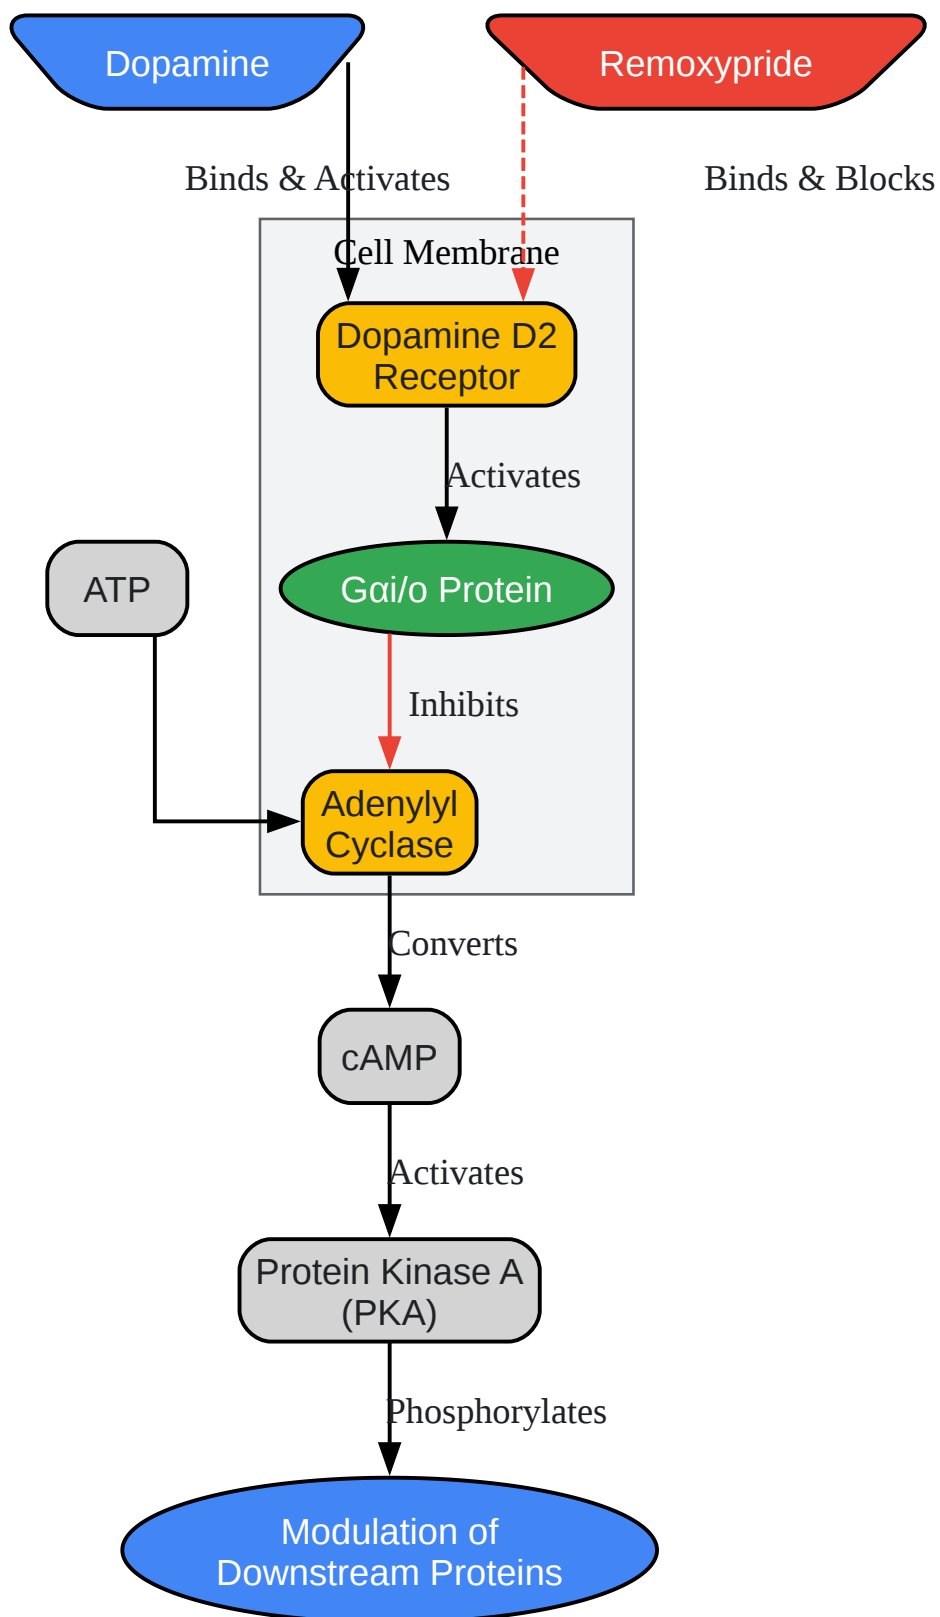 Dopamine
Remoxypride
Binds & Activates
Binds & Blocks
Cell Membrane
Dopamine D2
Receptor
Activates
ATP
Gαi/o Protein
Inhibits
Adenylyl
Cyclase
Converts
cAMP
Activates
Protein Kinase A
(PKA)
Phosphorylates
Modulation of
Downstream Proteins